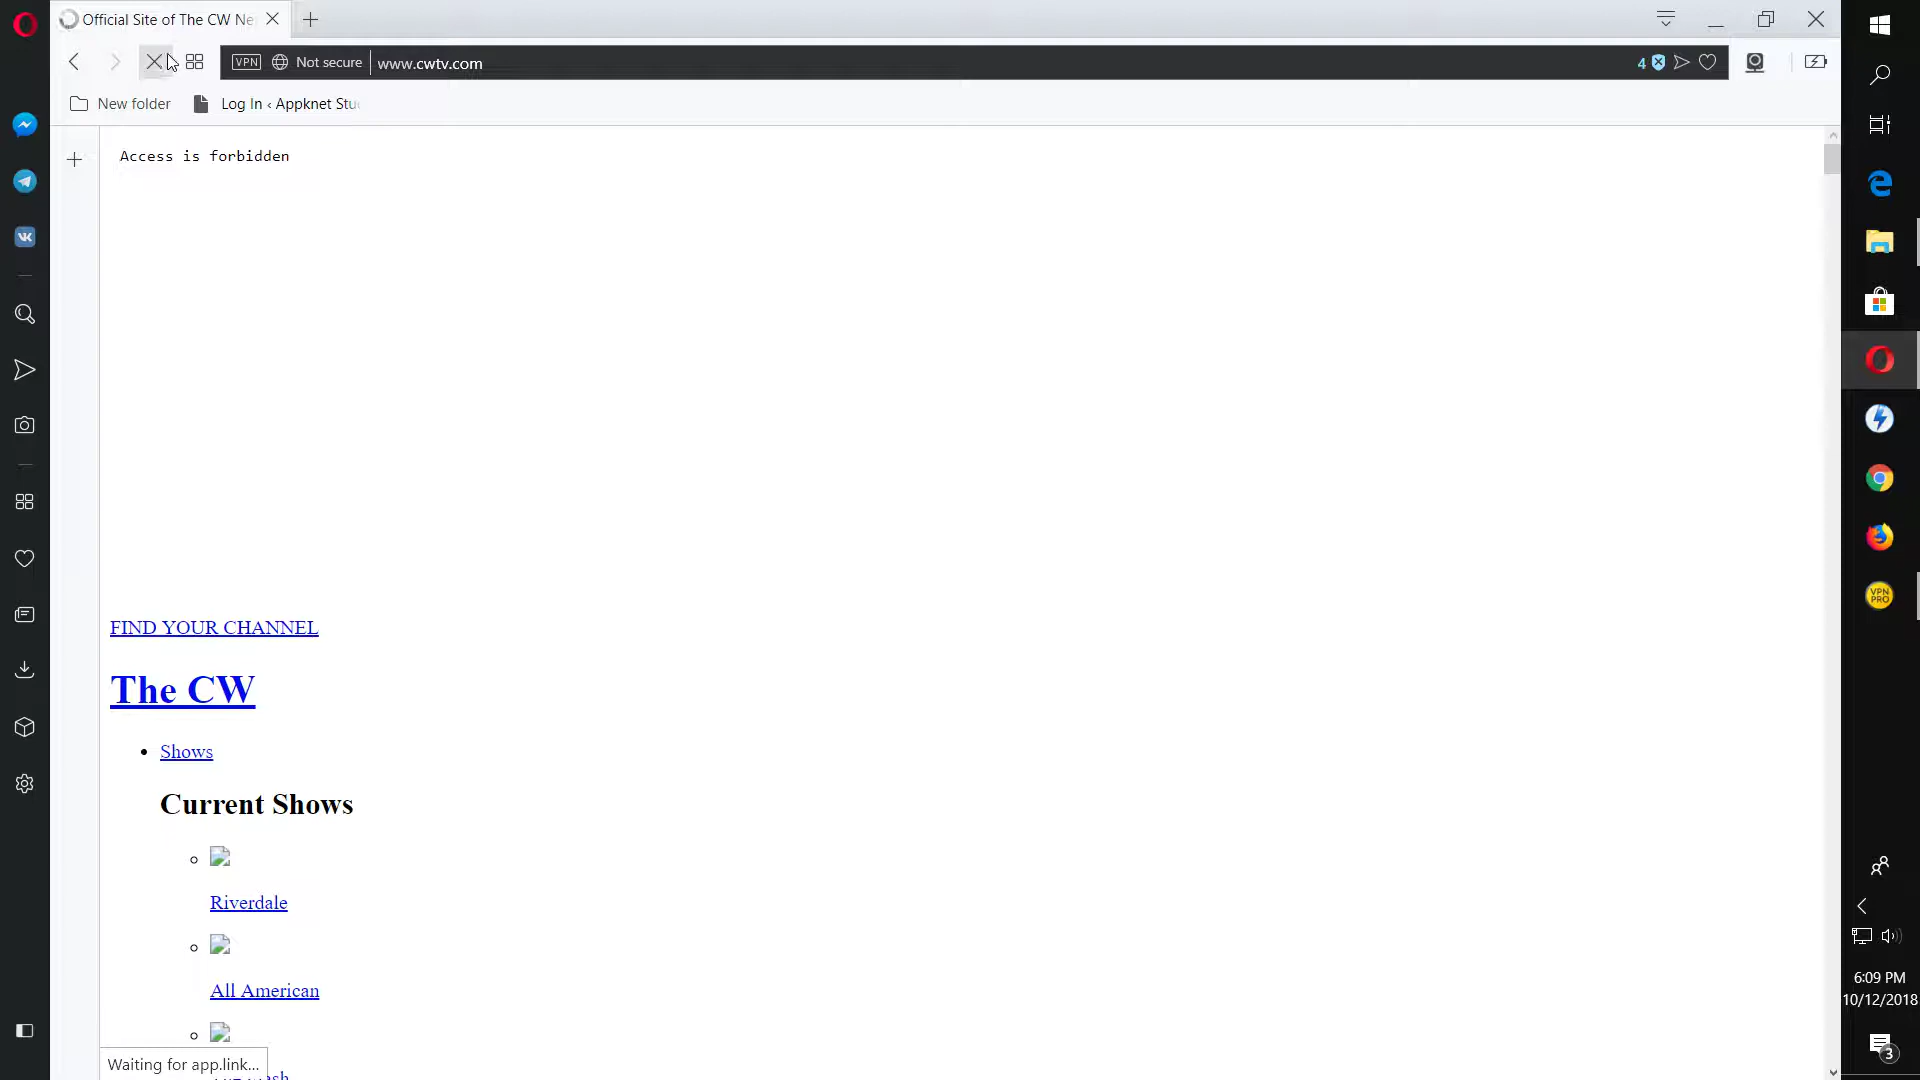 Official Site of The CW Ne
VPN
Not secure
www.cwtv.com
4
New folder
Log In ‹ Appknet Stu
Access is forbidden
FIND YOUR CHANNEL
The CW
Shows
Current Shows
Riverdale
All American
Waiting for app.link...
VPN
PRO
6:09 PM
10/12/2018
3